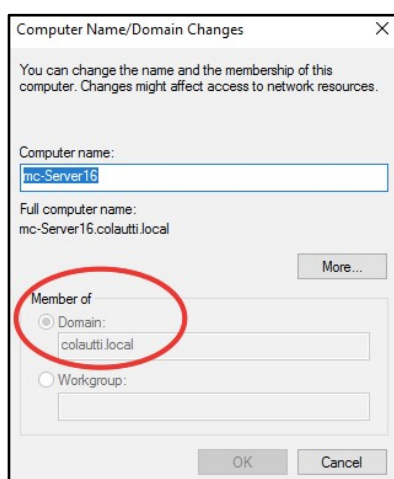 Computer Name/Domain Changes
You can change the name and the membership of this
computer. Changes might affect access to network resources.
Computer name:
mc-Server16
Full computer name:
mc-Server16.colautti.local
More...
Member of
Domain:
colautti.local
Workgroup:
OK Cancel